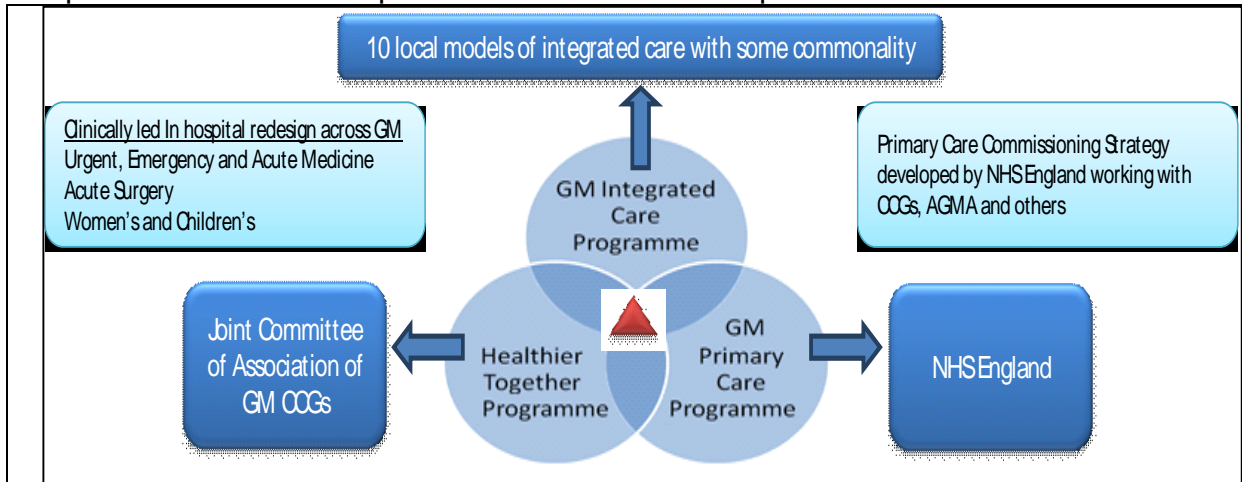 10 local models of integrated care with some commonality
Clinically led In hospital redesign across GM
Urgent, Emergency and Acute Medicine
Acute Surgery
Women's and Children's
Primary Care Commissioning Strategy
developed by NHS England working with
CCGs, AGMA and others
GM Integrated
Care
Programme
Joint Committee
of Association of
GM CCGs
Healthier
Together
Programme
GM
Primary
Care
Programme
NHS England